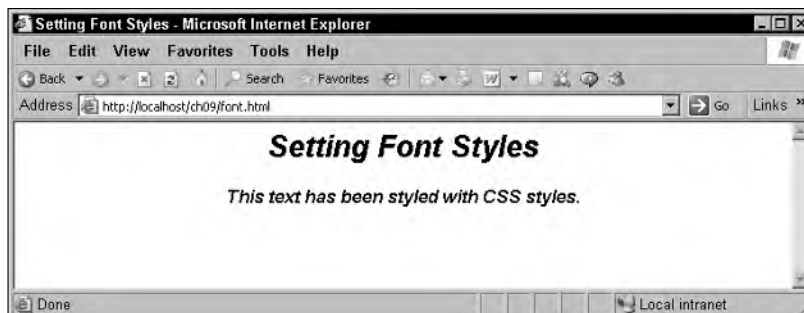 Setting Font Styles - Microsoft Internet Explorer
File Edit View Favorites Tools Help
Back Search Favorites
Address http://localhost/ch09/font.html Go Links »
Setting Font Styles
This text has been styled with CSS styles.
Done Local intranet